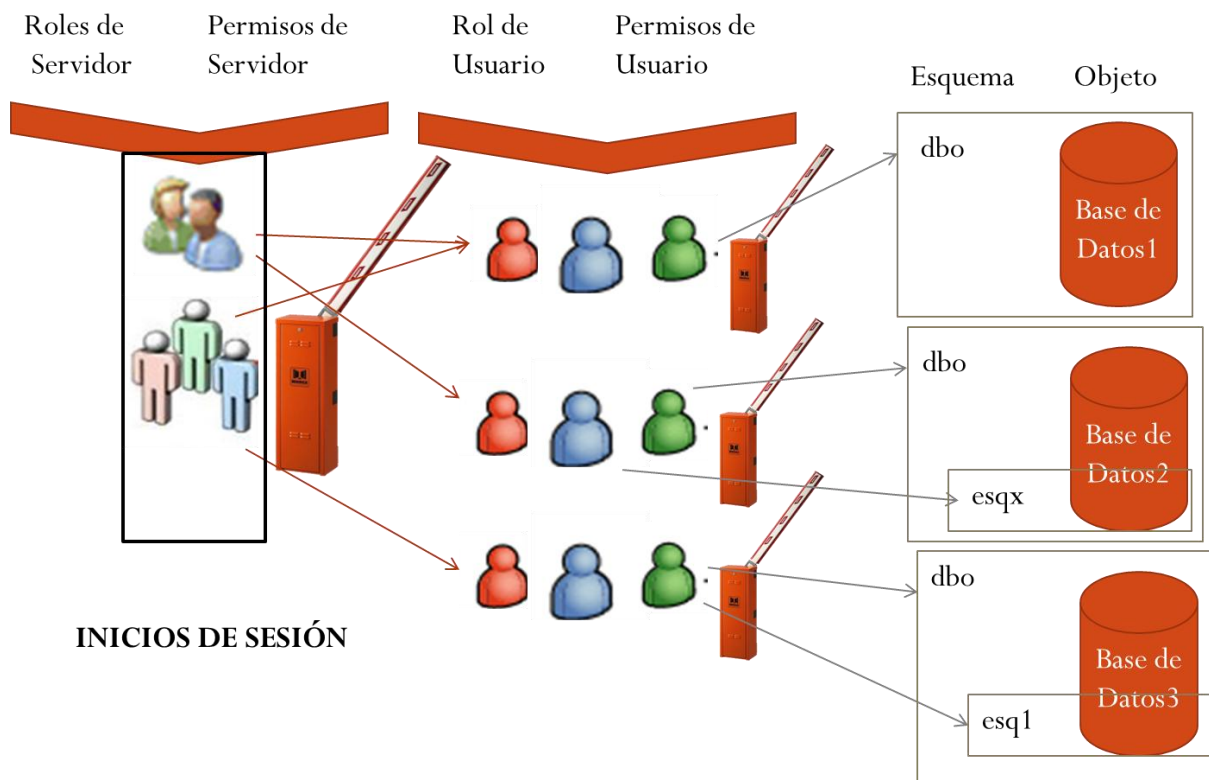 Roles de
Servidor
Permisos de
Servidor
Rol de
Usuario
Permisos de
Usuario
Esquema
Objeto
dbo
Base de
Datos1
dbo
Base de
Datos2
esqx
dbo
Base de
Datos3
esq1
INICIOS DE SESIÓN